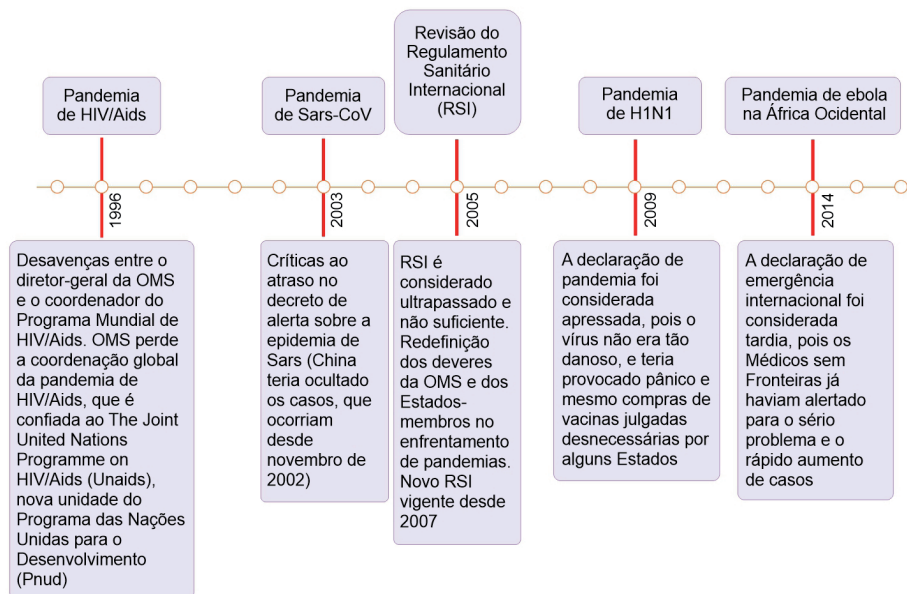 Pandemia
de HIV/Aids
Pandemia
de Sars-CoV
Revisão do
Regulamento
Sanitário
Internacional
(RSI)
Pandemia
de H1N1
Pandemia de ebola
na África Ocidental
1996
2003
2005
2009
2014
Desavenças entre o
diretor-geral da OMS
e o coordenador do
Programa Mundial de
HIV/Aids. OMS perde
a coordenação global
da pandemia de
HIV/Aids, que é
confiada ao The Joint
United Nations
Programme on
HIV/Aids (Unaids),
nova unidade do
Programa das Nações
Unidas para o
Desenvolvimento
(Pnud)
Críticas ao
atraso no
decreto de
alerta sobre a
epidemia de
Sars (China
teria ocultado
os casos, que
ocorriam
desde
novembro de
2002)
RSI é
considerado
ultrapassado e
não suficiente.
Redefinição
dos deveres
da OMS e dos
Estados-
membros no
enfrentamento
de pandemias.
Novo RSI
vigente desde
2007
A declaração de
pandemia foi
considerada
apressada, pois o
vírus não era tão
danoso, e teria
provocado pânico e
mesmo compras de
vacinas julgadas
desnecessárias por
alguns Estados
A declaração de
emergência
internacional foi
considerada
tardia, pois os
Médicos sem
Fronteiras já
haviam alertado
para o sério
problema e o
rápido aumento
de casos